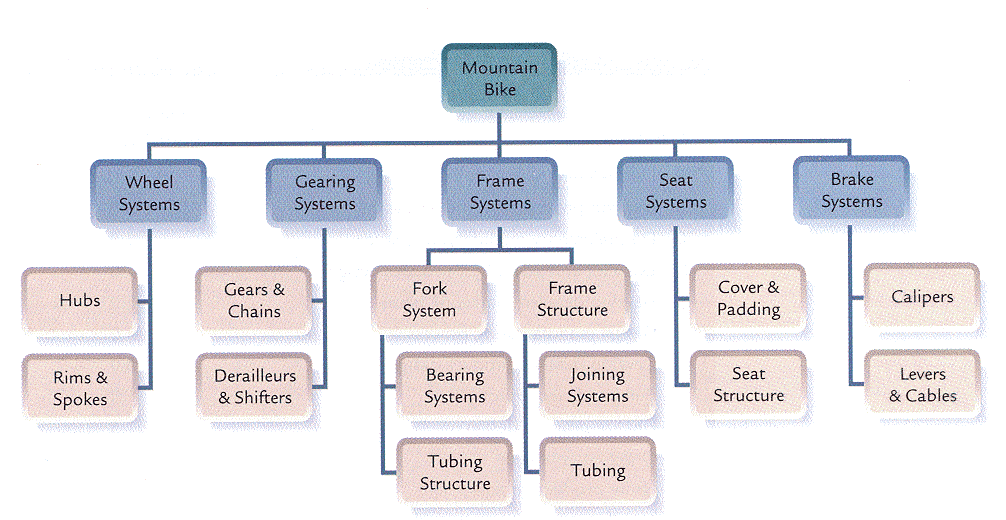 Mountain
Bike
Wheel
Systems
Gearing
Systems
Frame
Systems
Seat
Systems
Brake
Systems
Hubs
Rims &
Spokes
Gears &
Chains
Derailleurs
& Shifters
Fork
System
Bearing
Systems
Tubing
Structure
Frame
Structure
Joining
Systems
Tubing
Cover &
Padding
Seat
Structure
Calipers
Levers
& Cables